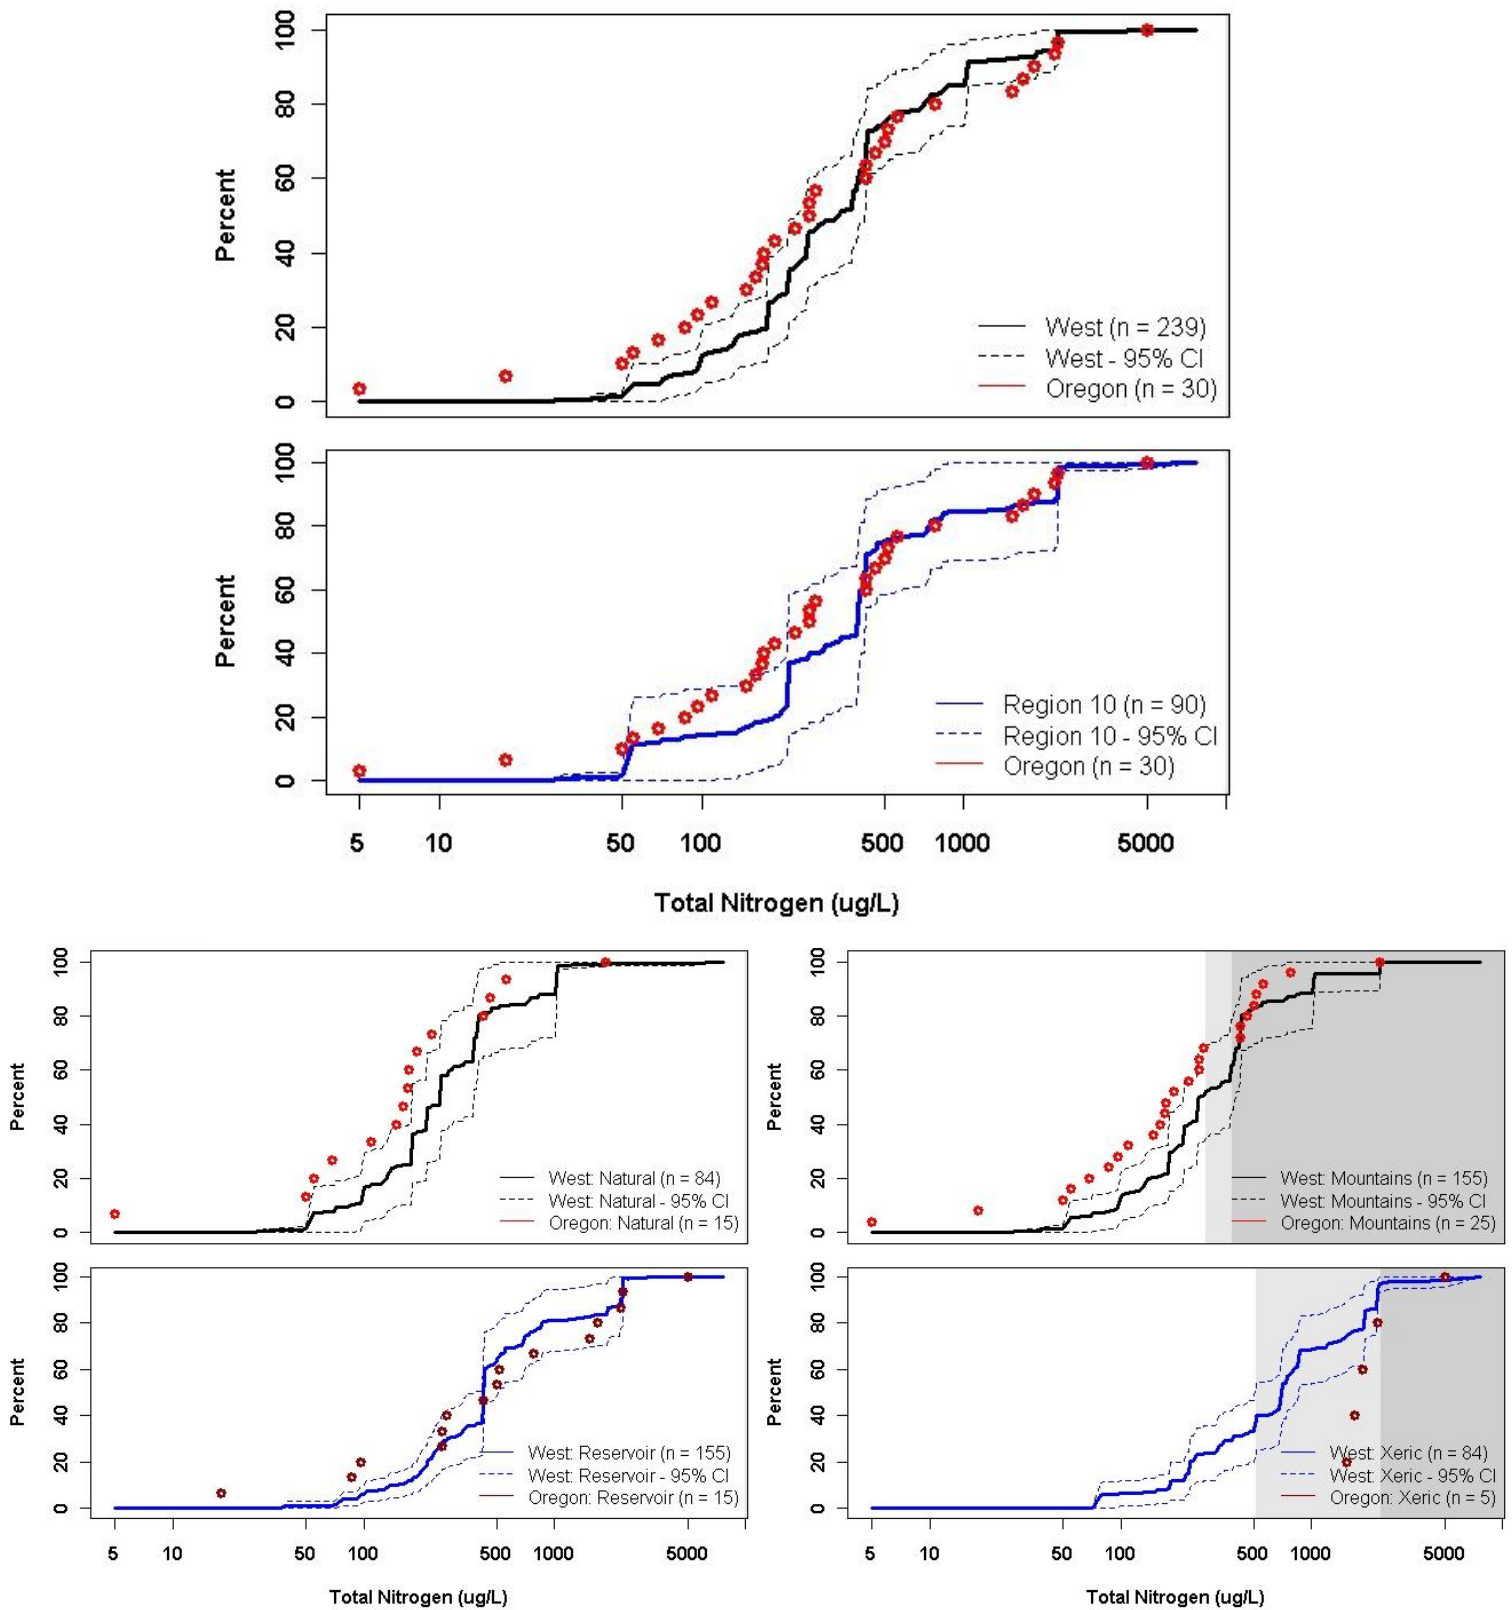 100
80
60
40
20
0
Percent
West (n = 239)
West - 95% CI
Oregon (n = 30)
100
80
60
40
20
0
Percent
Region 10 (n = 90)
Region 10 - 95% CI
Oregon (n = 30)
5 10 50 100 500 1000 5000
Total Nitrogen (ug/L)
100
80
60
40
20
0
Percent
West: Natural (n = 84)
West: Natural - 95% CI
Oregon: Natural (n = 15)
100
80
60
40
20
0
Percent
West: Mountains (n = 155)
West: Mountains - 95% CI
Oregon: Mountains (n = 25)
100
80
60
40
20
0
Percent
West: Reservoir (n = 155)
West: Reservoir - 95% CI
Oregon: Reservoir (n = 15)
5 10 50 100 500 1000 5000
Total Nitrogen (ug/L)
100
80
60
40
20
0
Percent
West: Xeric (n = 84)
West: Xeric - 95% CI
Oregon: Xeric (n = 5)
5 10 50 100 500 1000 5000
Total Nitrogen (ug/L)